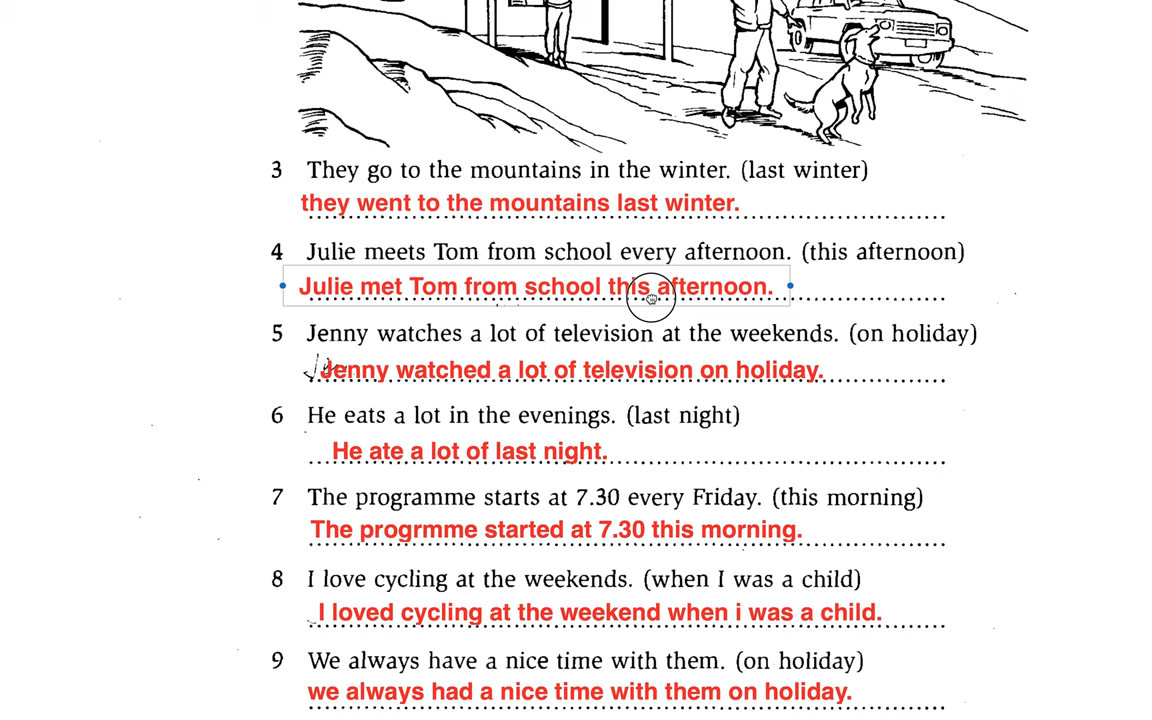 3 They go to the mountains in the winter. (last winter)
they went to the mountains last winter.
4 Julie meets Tom from school every afternoon. (this afternoon)
Julie met Tom from school this afternoon.
5 Jenny watches a lot of television at the weekends. (on holiday)
Jenny watched a lot of television on holiday.
6 He eats a lot in the evenings. (last night)
He ate a lot of last night.
7 The programme starts at 7.30 every Friday. (this morning)
The progrmme started at 7.30 this morning.
8 I love cycling at the weekends. (when I was a child)
I loved cycling at the weekend when i was a child.
9 We always have a nice time with them. (on holiday)
we always had a nice time with them on holiday.